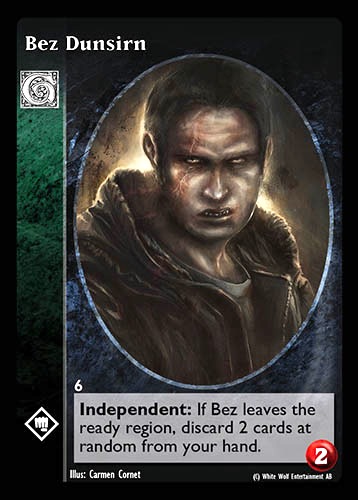 Bez Dunsirn
6
Independent: If Bez leaves the
ready region, discard 2 cards at
random from your hand.
2
Illus: Carmen Cornet
(C) White Wolf Entertainment AB